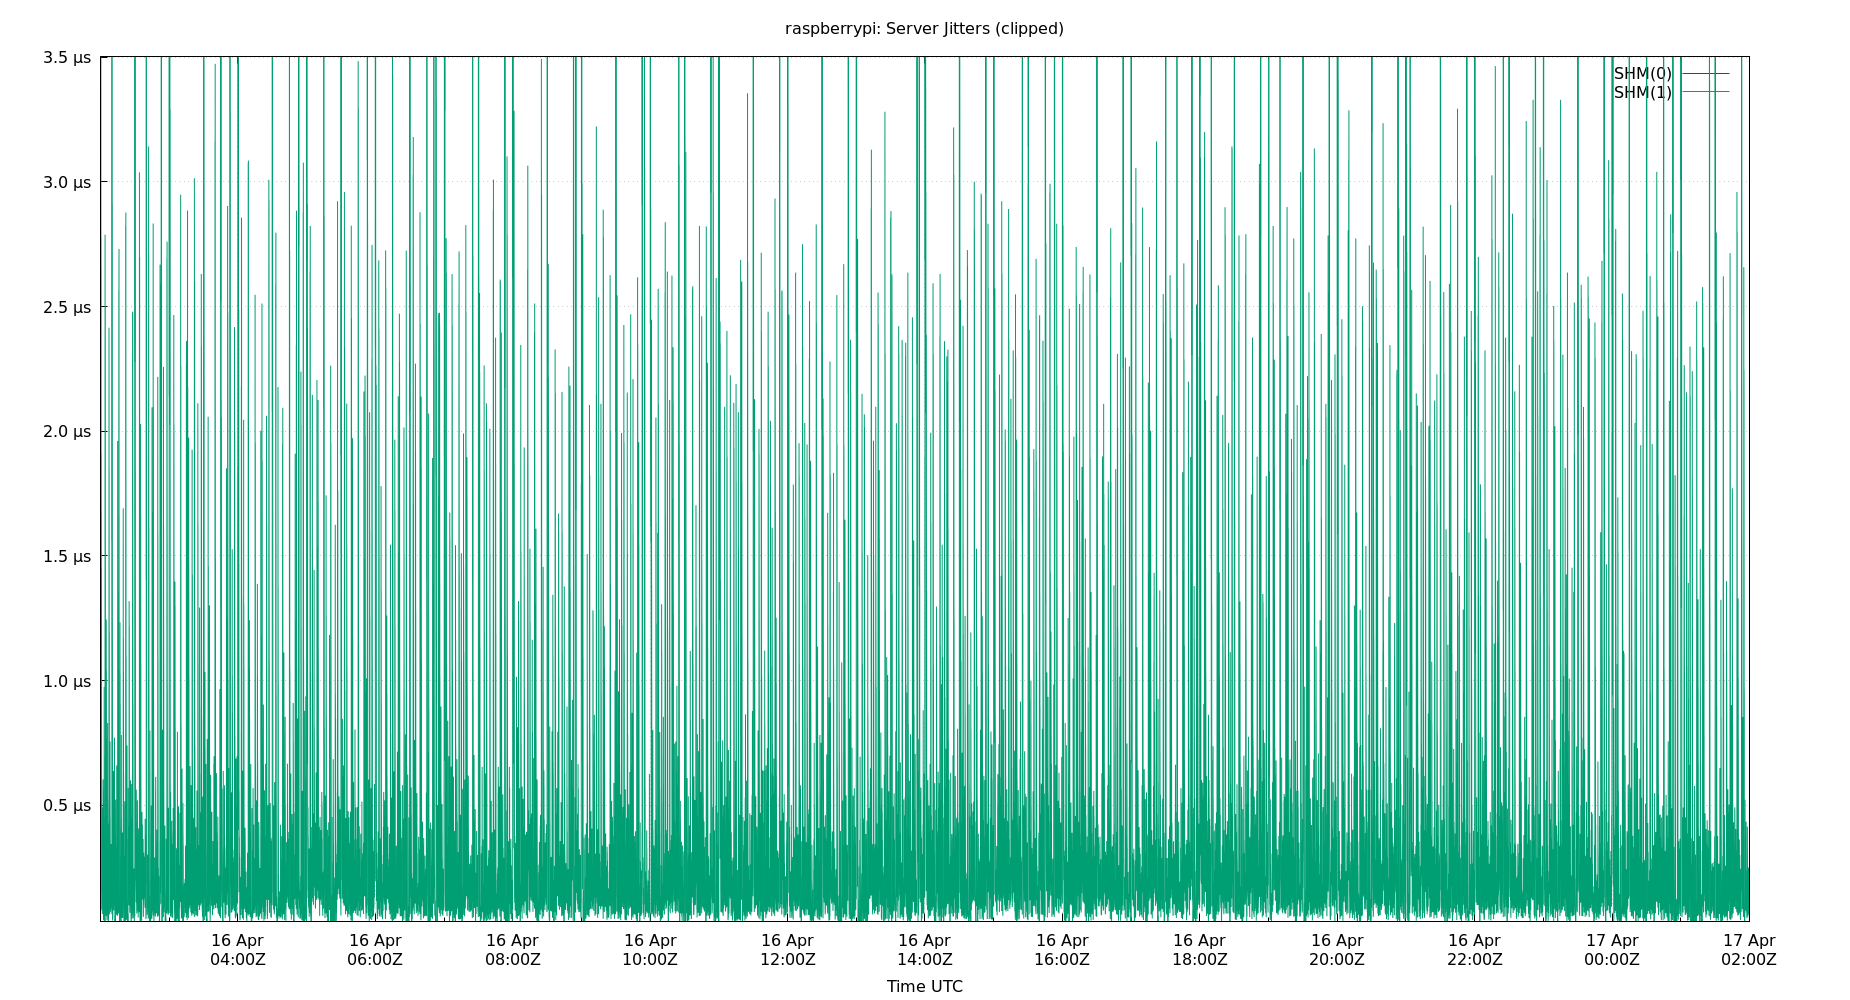 raspberrypi: Server Jitters (clipped)
3.5 µs
3.0 µs
2.5 µs
2.0 µs
1.5 µs
1.0 µs
0.5 µs
SHM(0)
SHM(1)
16 Apr 16 Apr 16 Apr 16 Apr 16 Apr 16 Apr 16 Apr 16 Apr 16 Apr 16 Apr 17 Apr 17 Apr
04:00Z 06:00Z 08:00Z 10:00Z 12:00Z 14:00Z 16:00Z 18:00Z 20:00Z 22:00Z 00:00Z 02:00Z
Time UTC